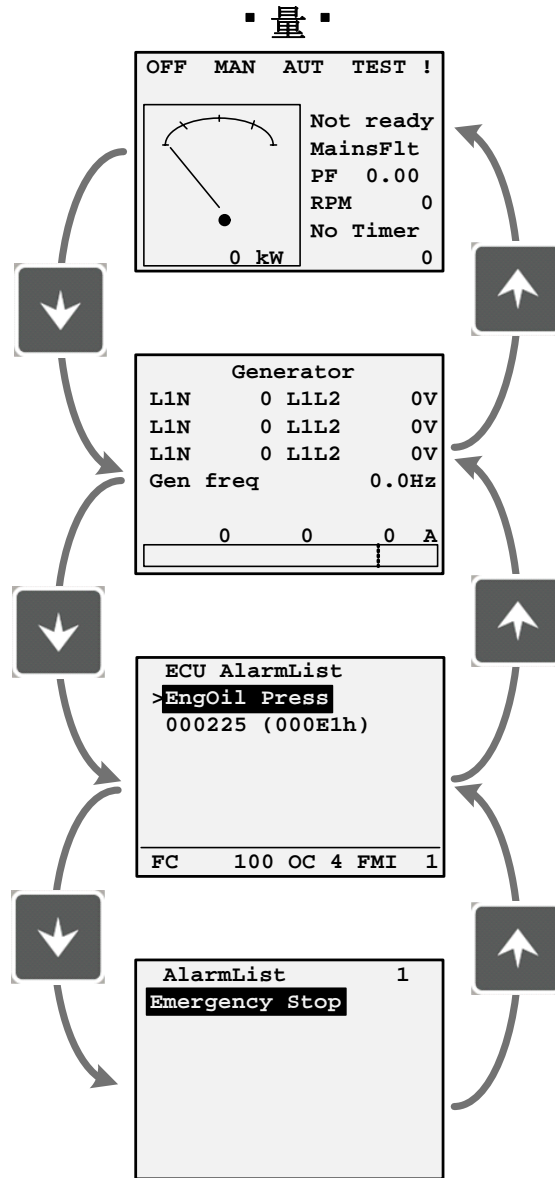 ▪ 量 ▪
OFF MAN AUT TEST !
Not ready
MainsFlt
PF 0.00
RPM 0
No Timer
0 kW 0
Generator
L1N 0 L1L2 0V
L1N 0 L1L2 0V
L1N 0 L1L2 0V
Gen freq 0.0Hz
0 0 0 A
ECU AlarmList
>EngOil Press
000225 (000E1h)
FC 100 OC 4 FMI 1
AlarmList 1
Emergency Stop